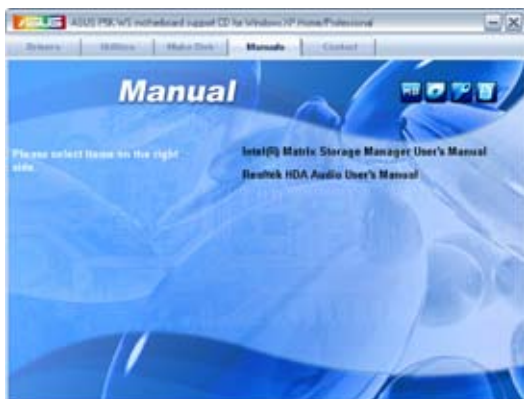 ASUS P5K WS motherboard support CD for Windows XP Home/Professional
Drivers
Utilities
Make Disk
Manuals
Contact
Manual
Please select items on the right
side.
Intel(R) Matrix Storage Manager User's Manual
Realtek HDA Audio User's Manual